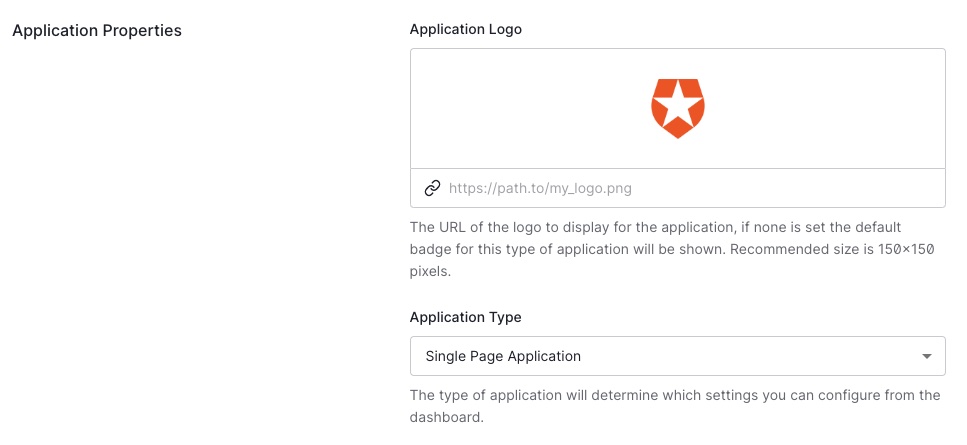 Application Properties
Application Logo
https://path.to/my_logo.png
The URL of the logo to display for the application, if none is set the default
badge for this type of application will be shown. Recommended size is 150x150
pixels.
Application Type
Single Page Application
The type of application will determine which settings you can configure from the
dashboard.